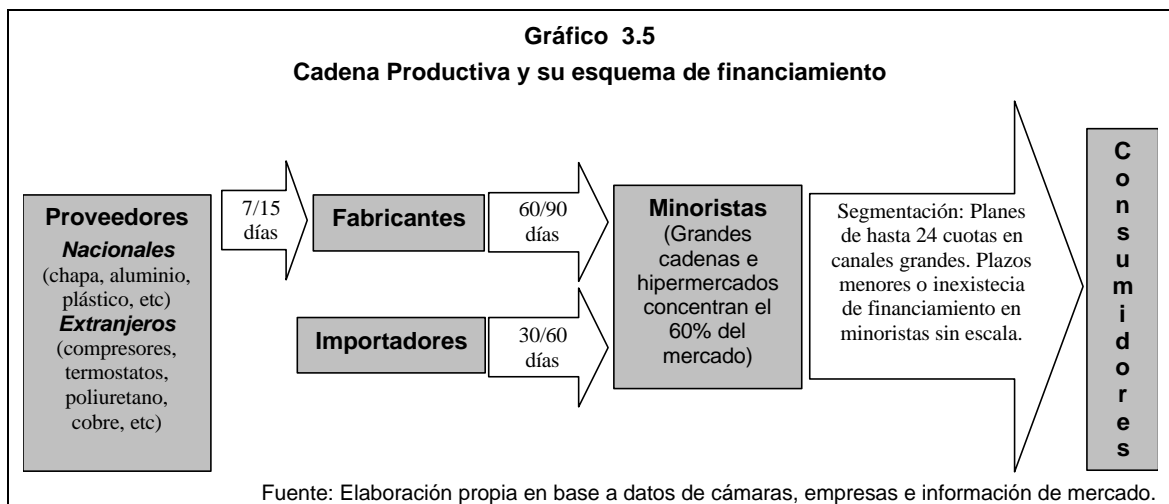 Gráfico 3.5
Cadena Productiva y su esquema de financiamiento
Proveedores
Nacionales
(chapa, aluminio,
plástico, etc)
Extranjeros
(compresores,
termostatos,
poliuretano,
cobre, etc)
7/15
días
Fabricantes
60/90
días
Importadores
30/60
días
Minoristas
(Grandes
cadenas e
hipermercados
concentran el
60% del
mercado)
Segmentación: Planes
de hasta 24 cuotas en
canales grandes. Plazos
menores o inexistecia
de financiamiento en
minoristas sin escala.
Consumidores
Fuente: Elaboración propia en base a datos de cámaras, empresas e información de mercado.